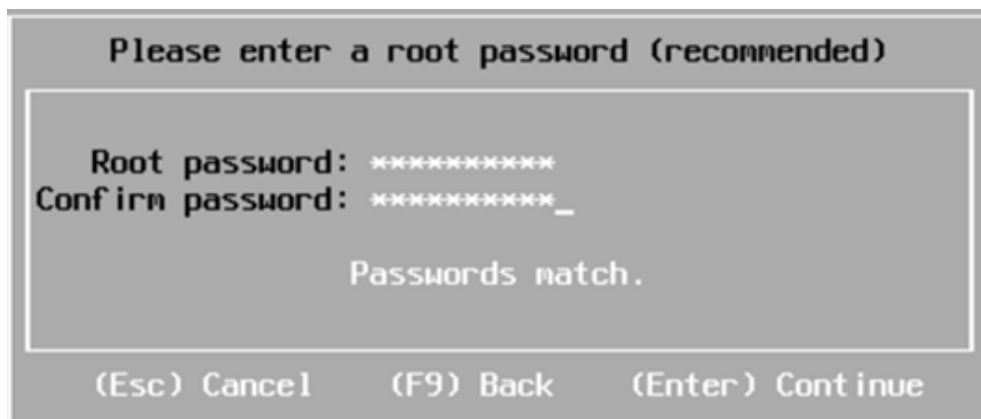 Please enter a root password (recommended)
Root password: **********
Confirm password: **********_
Passwords match.
(Esc) Cancel (F9) Back (Enter) Continue